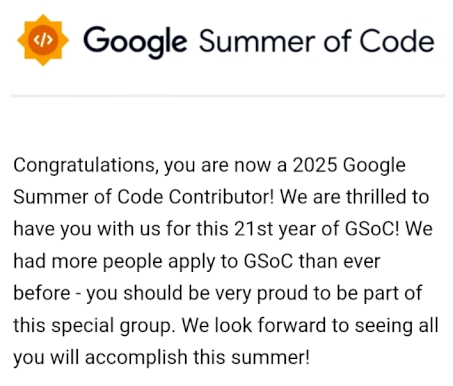 </>
Google Summer of Code
Congratulations, you are now a 2025 Google
Summer of Code Contributor! We are thrilled to
have you with us for this 21st year of GSoC! We
had more people apply to GSoC than ever
before - you should be very proud to be part of
this special group. We look forward to seeing all
you will accomplish this summer!